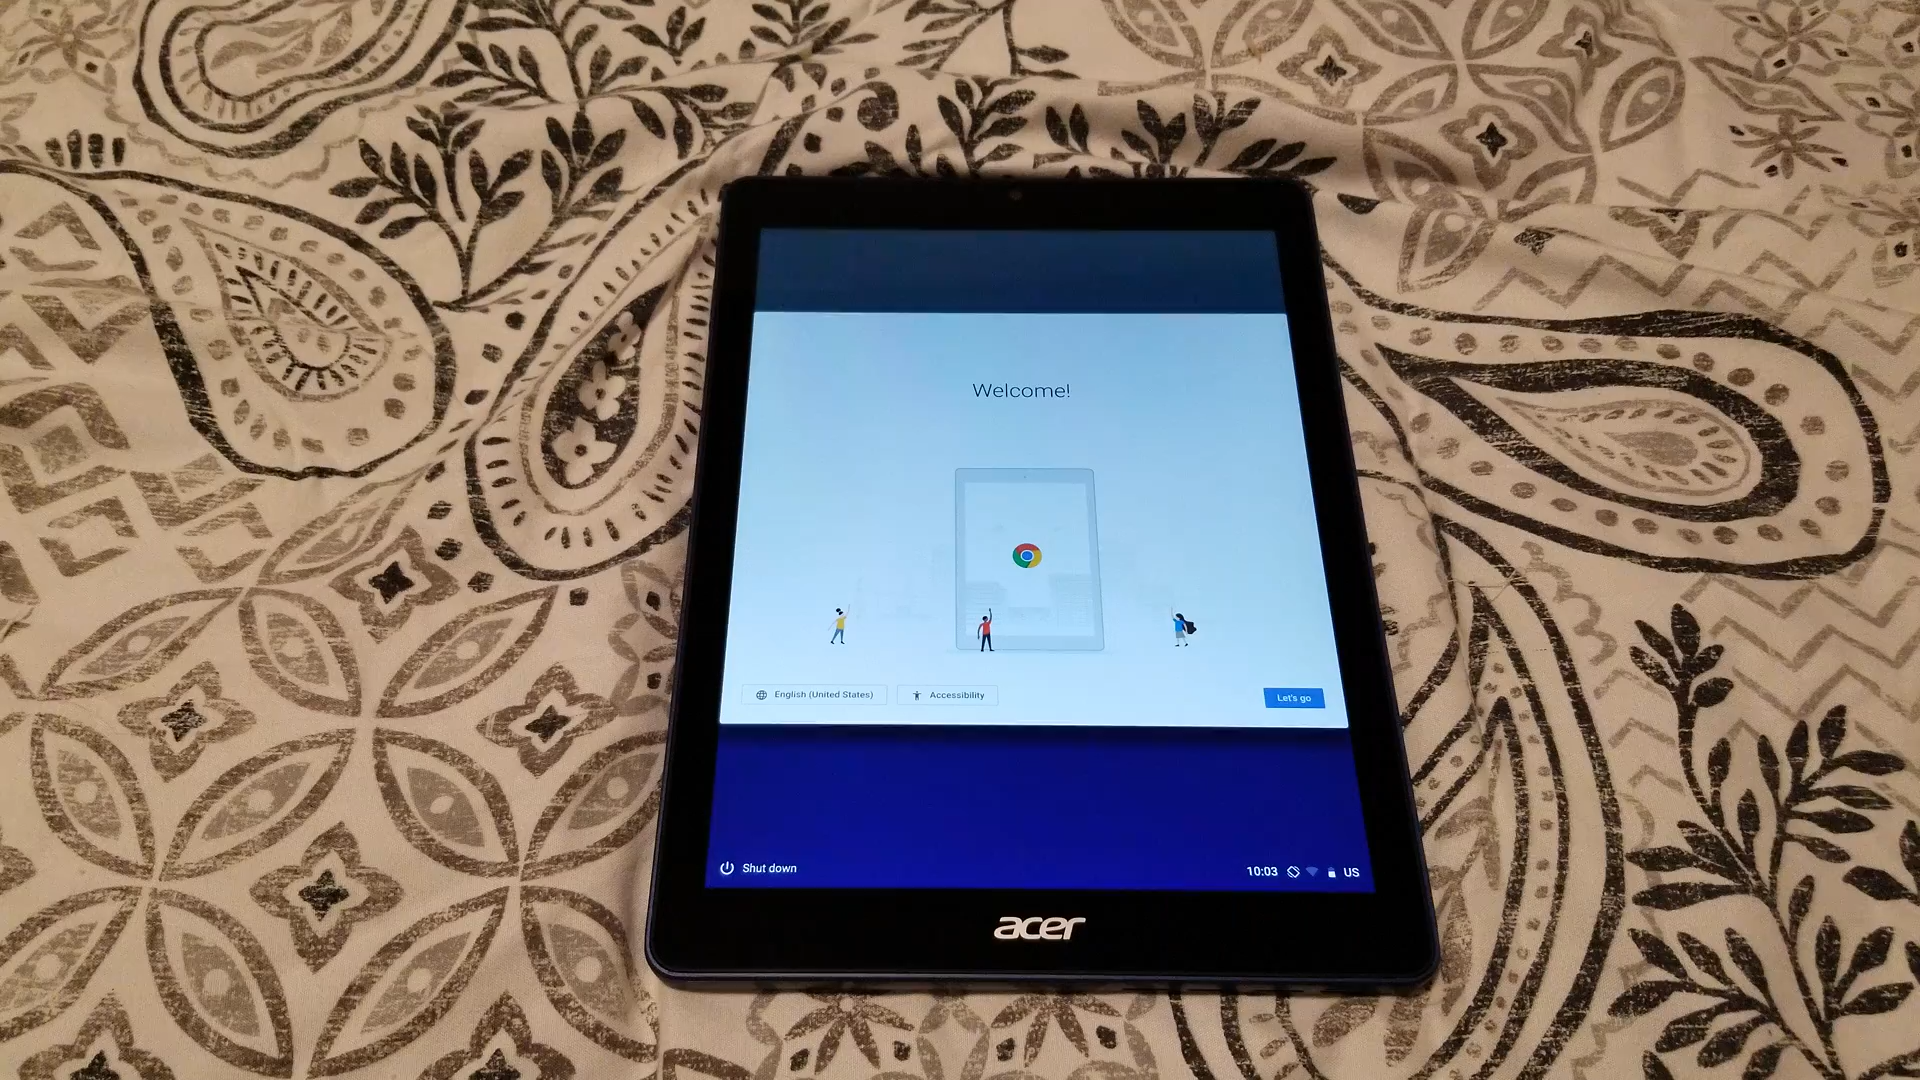 Welcome!
English (United States)
Accessibility
Let's go
Shut down
10:03
US
acer